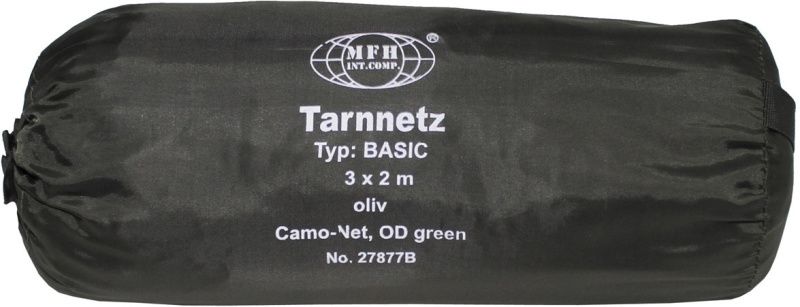 MFH
INT.COMP.
®
Tarnnetz
Typ: BASIC
3 x 2 m
oliv
Camo-Net, OD green
No. 27877B